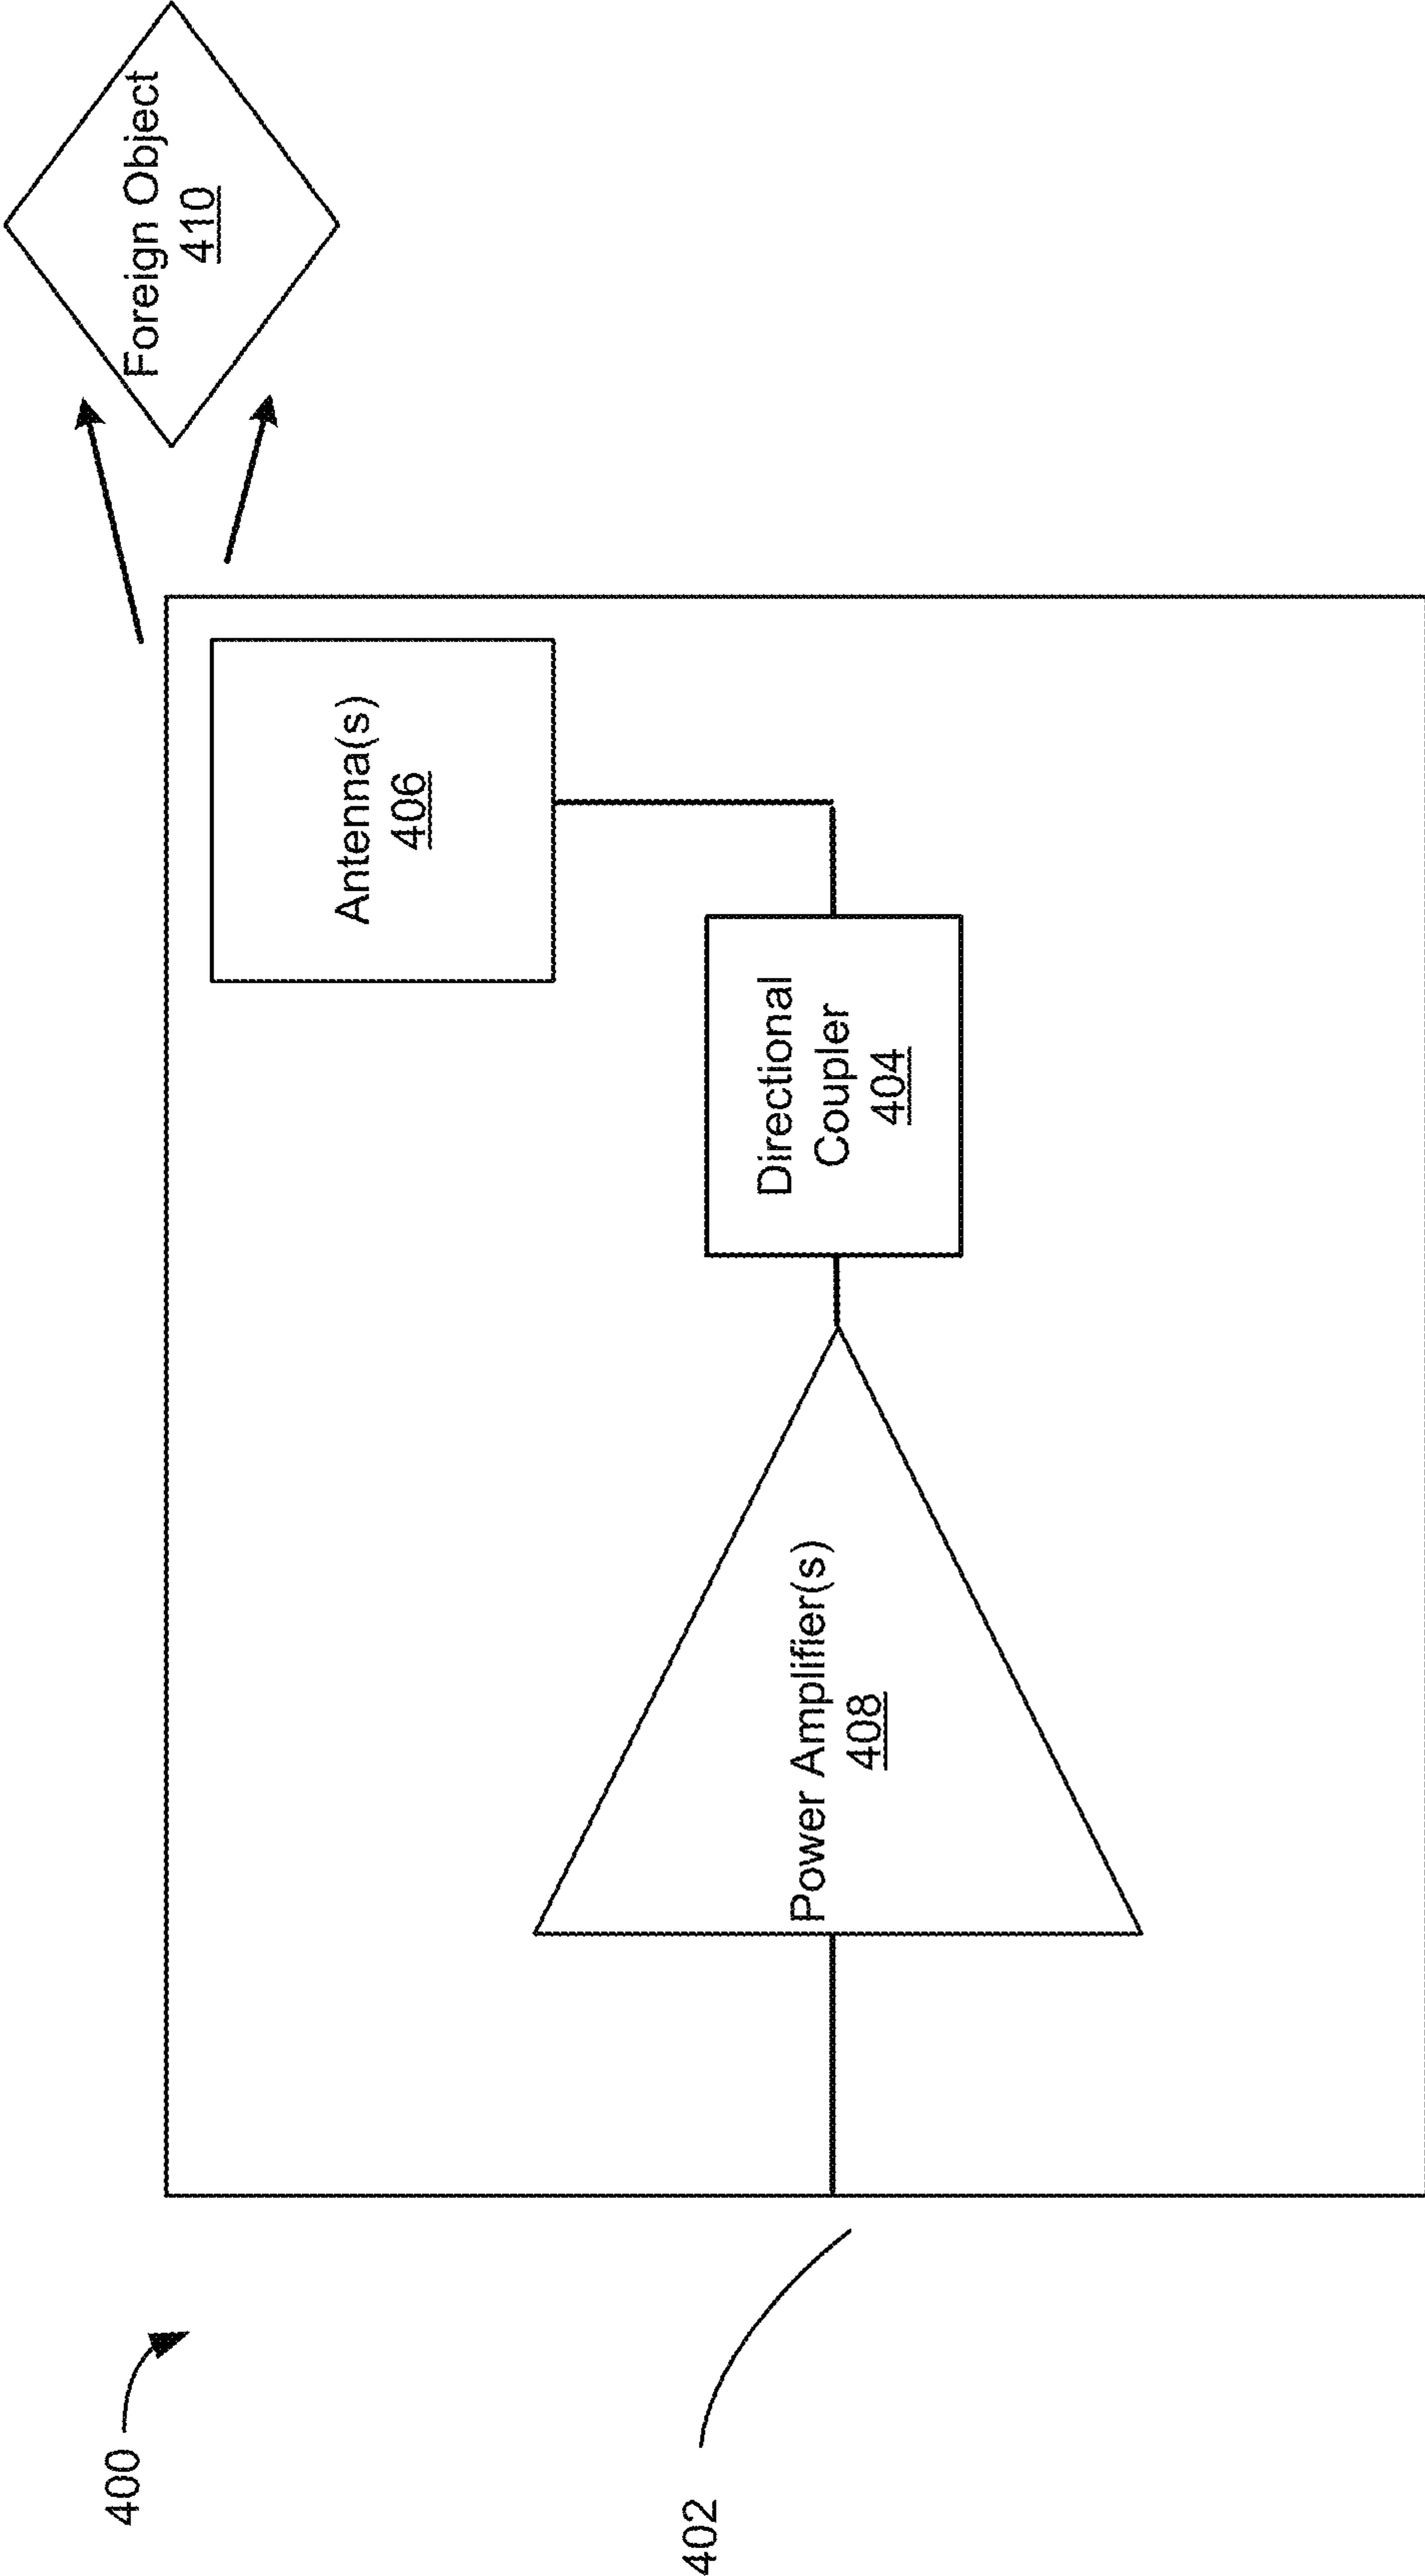 400
402
Power Amplifier(s)
408
Directional
Coupler
404
Antenna(s)
406
Foreign Object
410